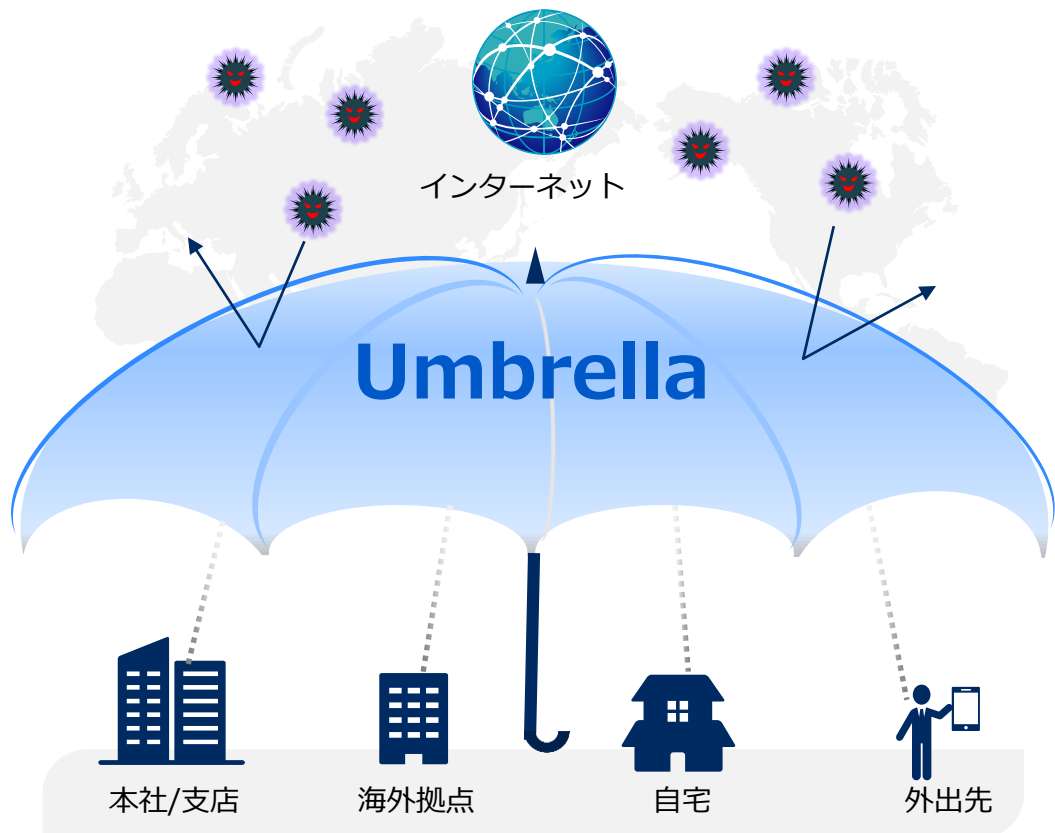 インターネット
Umbrella
本社/支店
海外拠点
自宅
外出先